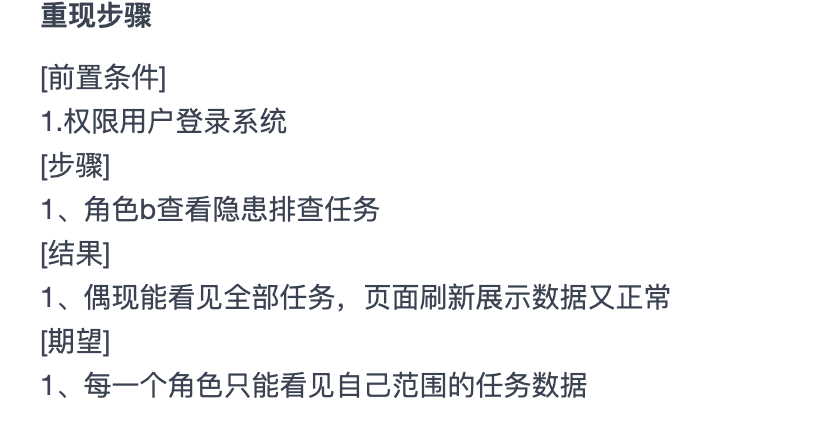 重现步骤
[前置条件]
1.权限用户登录系统
[步骤]
1、角色b查看隐患排查任务
[结果]
1、偶现能看见全部任务，页面刷新展示数据又正常
[期望]
1、每一个角色只能看见自己范围的任务数据